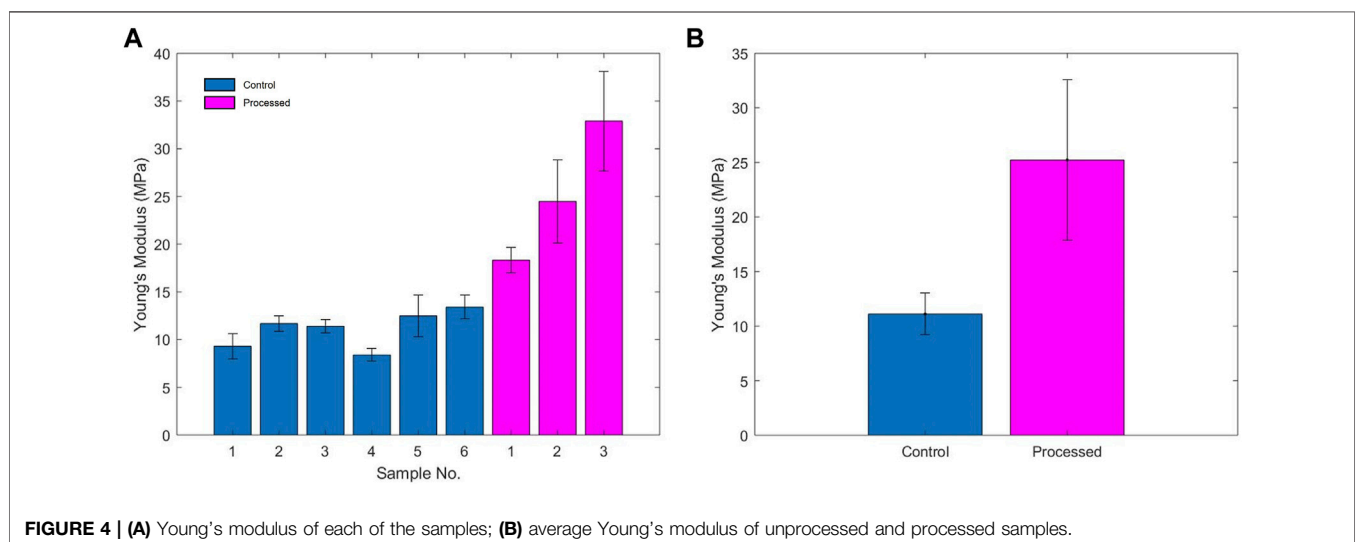 A
40
35
30
25
20
15
10
5
0
Young's Modulus (MPa)
Control
Processed
1 2 3 4 5 6 1 2 3
Sample No.
B
35
30
25
20
15
10
5
0
Young's Modulus (MPa)
Control Processed
FIGURE 4 | (A) Young’s modulus of each of the samples; (B) average Young’s modulus of unprocessed and processed samples.